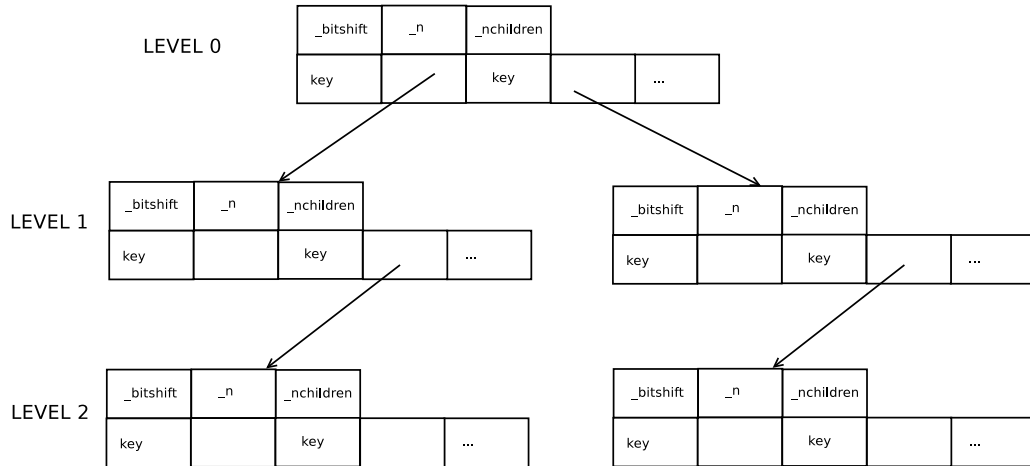 _bitshift _n _nchildren
LEVEL 0
key key ...
_bitshift _n _nchildren _bitshift _n _nchildren
LEVEL 1
key key ... key key ...
_bitshift _n _nchildren _bitshift _n _nchildren
LEVEL 2
key key ... key key ...